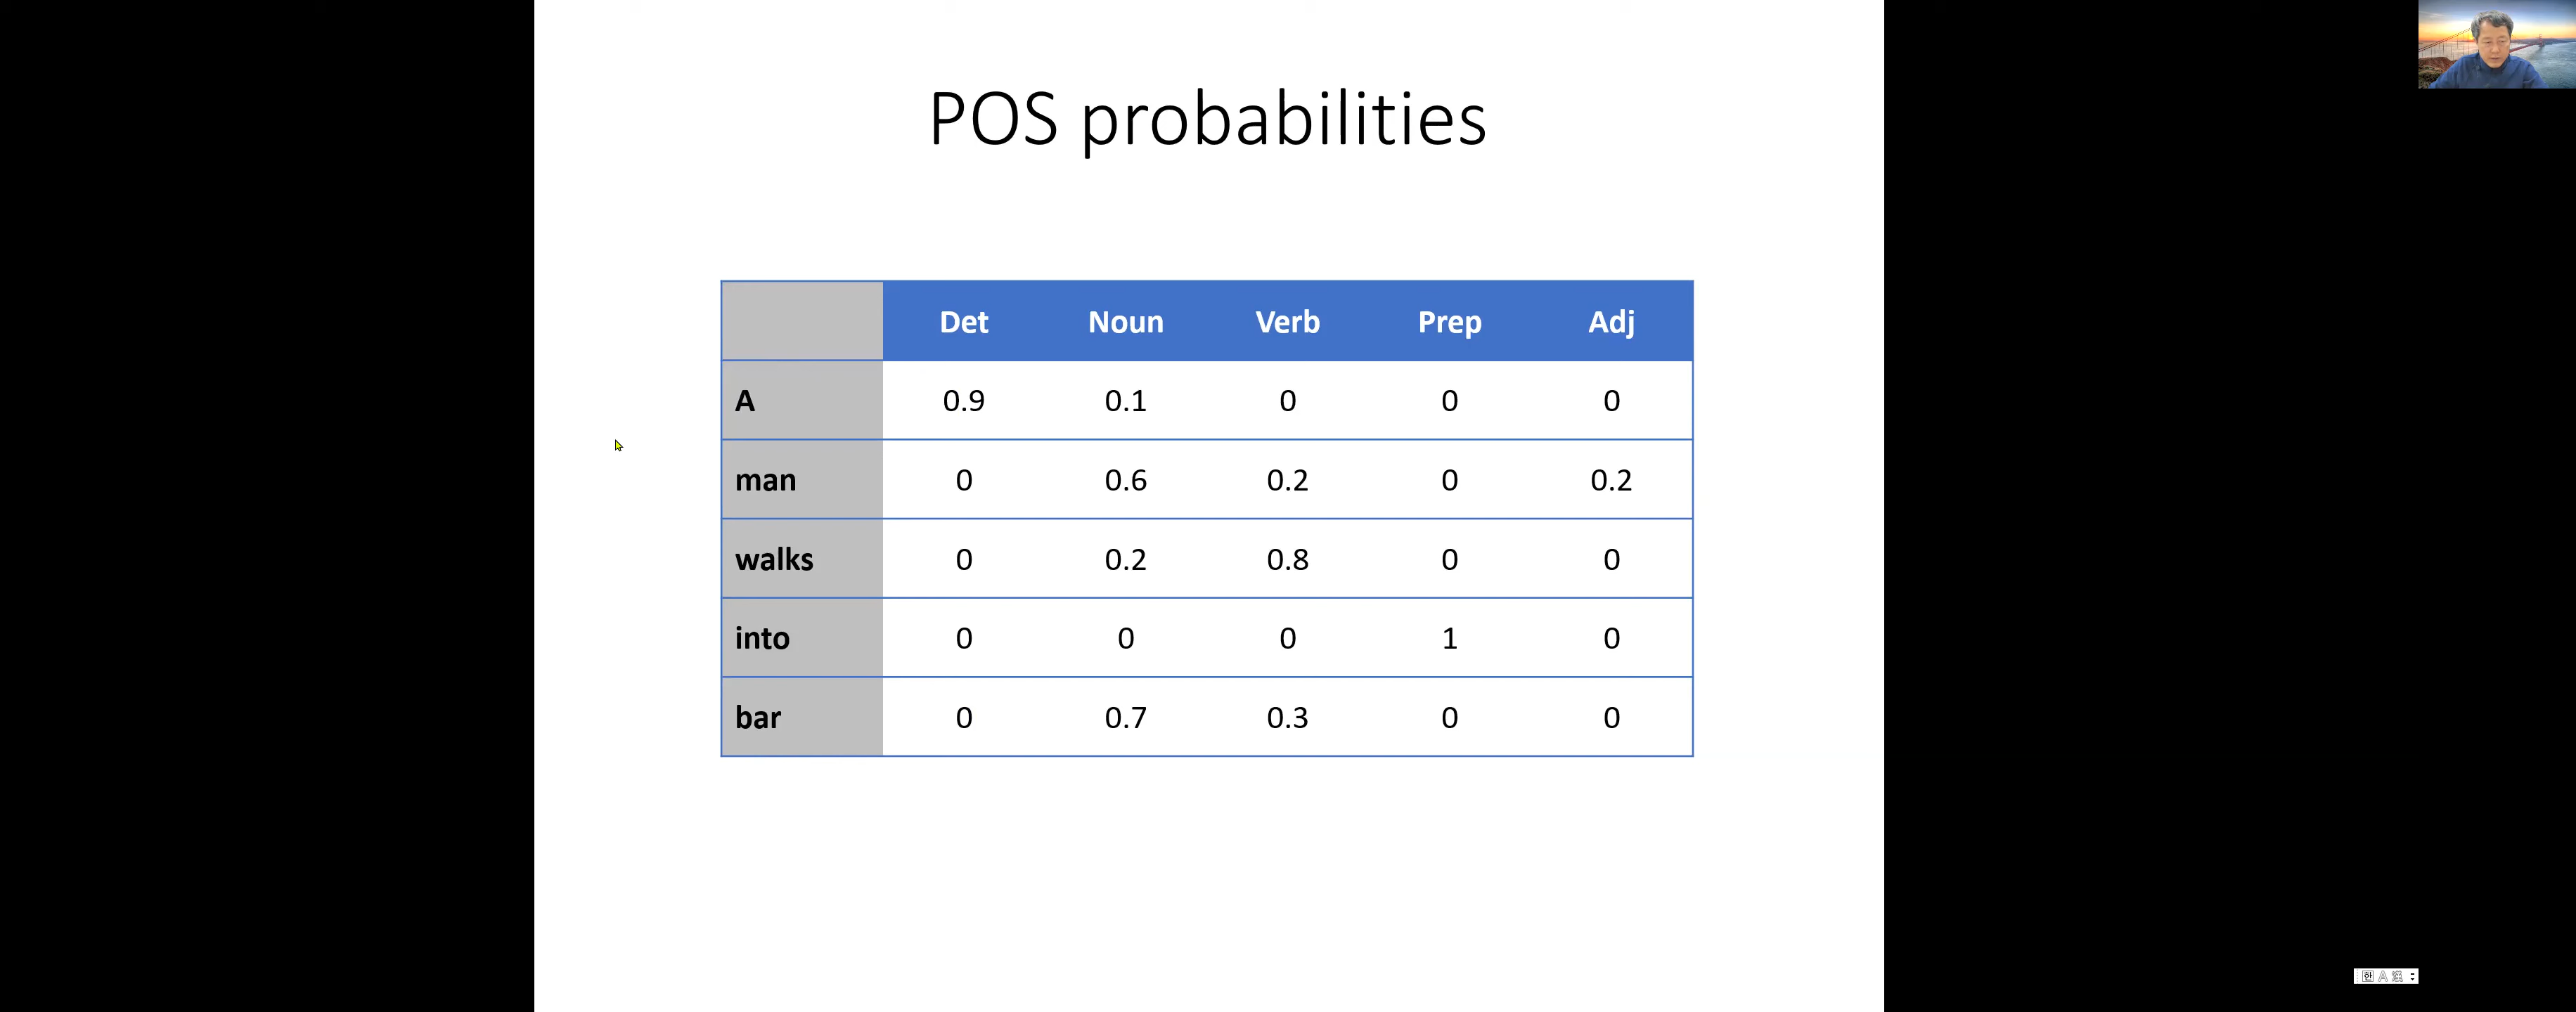 POS probabilities
Det Noun Verb Prep Adj
A 0.9 0.1 0 0 0
man 0 0.6 0.2 0 0.2
walks 0 0.2 0.8 0 0
into 0 0 0 1 0
bar 0 0.7 0.3 0 0
한 A 漢